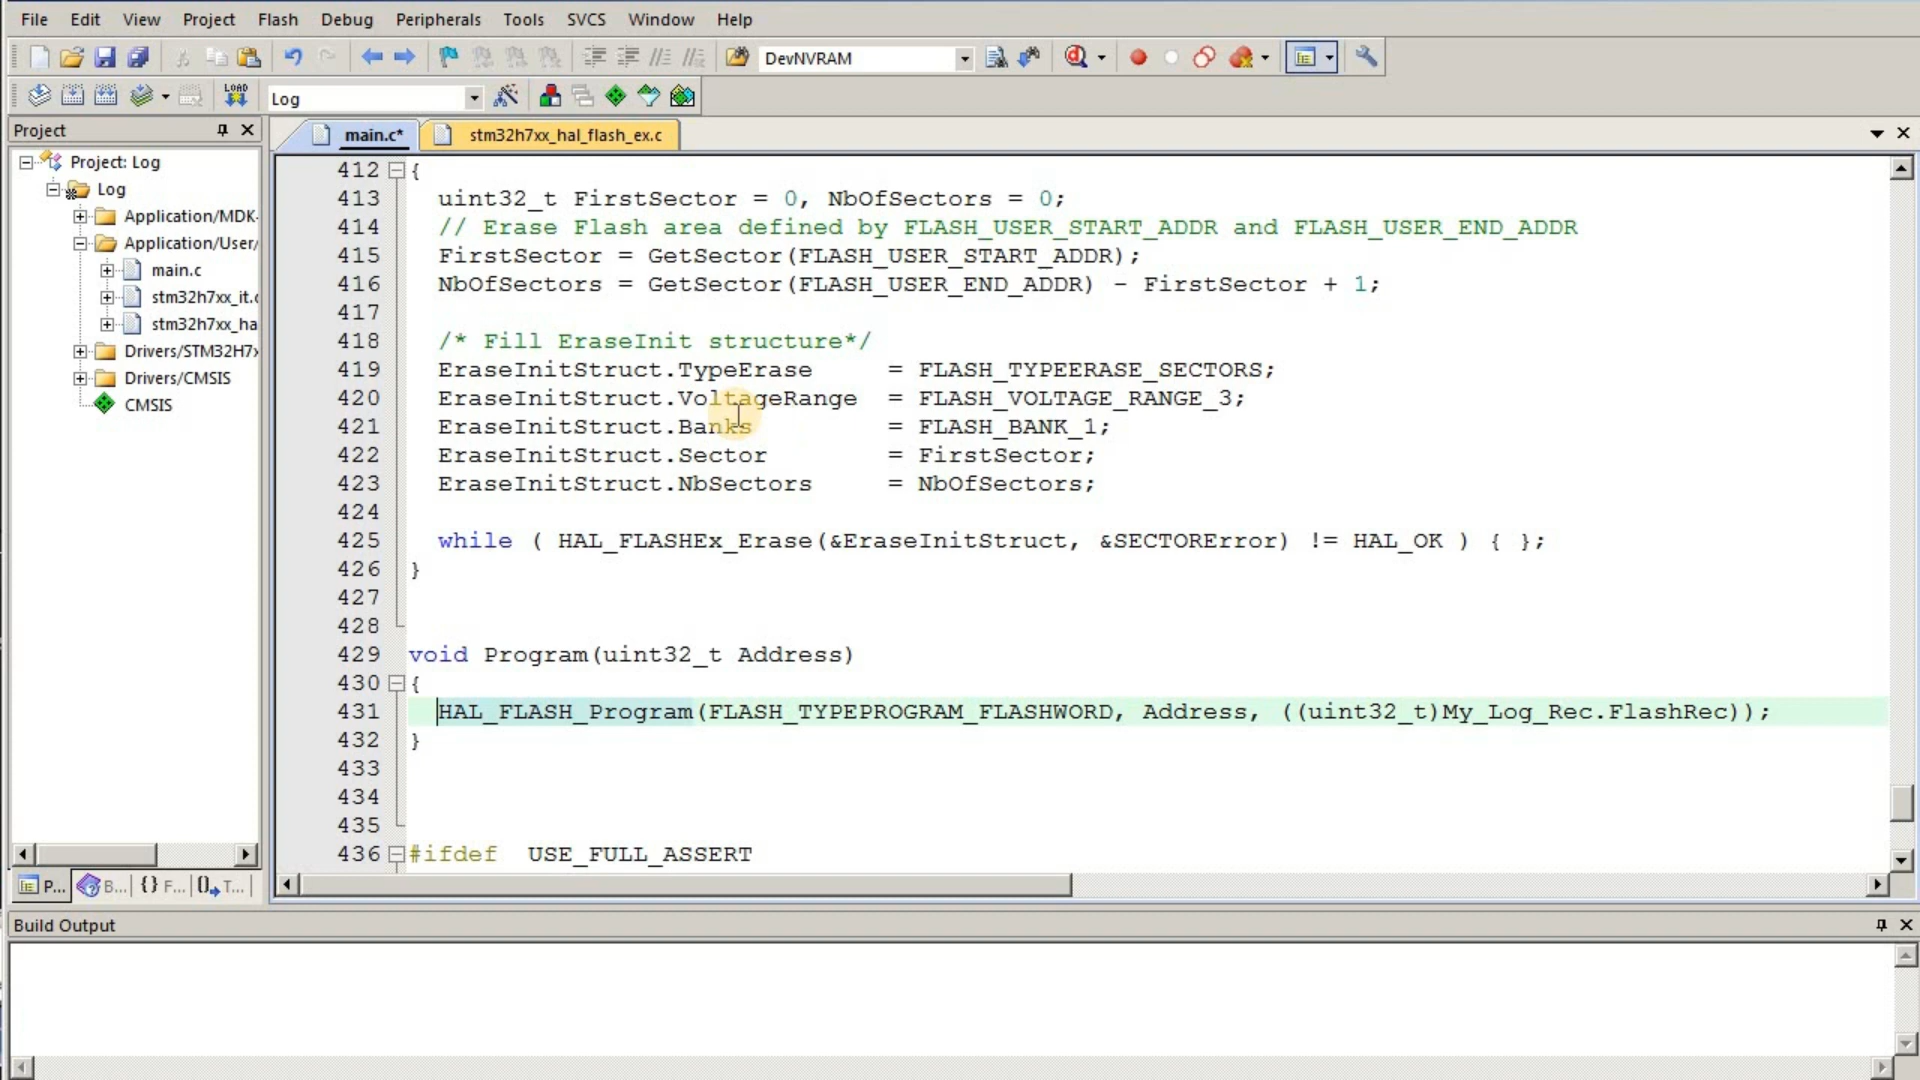 File Edit View Project Flash Debug Peripherals Tools SVCS Window Help
DevNVRAM
LOAD
Log
Project
main.c* stm32h7xx_hal_flash_ex.c
Project: Log
Log
Application/MDK-
Application/User/
main.c
stm32h7xx_it.c
stm32h7xx_ha
Drivers/STM32H7x
Drivers/CMSIS
CMSIS
P... B... {} F... T...
412 {
413 uint32_t FirstSector = 0, NbOfSectors = 0;
414 // Erase Flash area defined by FLASH_USER_START_ADDR and FLASH_USER_END_ADDR
415 FirstSector = GetSector(FLASH_USER_START_ADDR);
416 NbOfSectors = GetSector(FLASH_USER_END_ADDR) - FirstSector + 1;
417
418 /* Fill EraseInit structure*/
419 EraseInitStruct.TypeErase = FLASH_TYPEERASE_SECTORS;
420 EraseInitStruct.VoltageRange = FLASH_VOLTAGE_RANGE_3;
421 EraseInitStruct.Banks = FLASH_BANK_1;
422 EraseInitStruct.Sector = FirstSector;
423 EraseInitStruct.NbSectors = NbOfSectors;
424
425 while ( HAL_FLASHEx_Erase(&EraseInitStruct, &SECTORError) != HAL_OK ) { };
426 }
427
428
429 void Program(uint32_t Address)
430 {
431 HAL_FLASH_Program(FLASH_TYPEPROGRAM_FLASHWORD, Address, ((uint32_t)My_Log_Rec.FlashRec));
432 }
433
434
435
436 #ifdef USE_FULL_ASSERT
Build Output